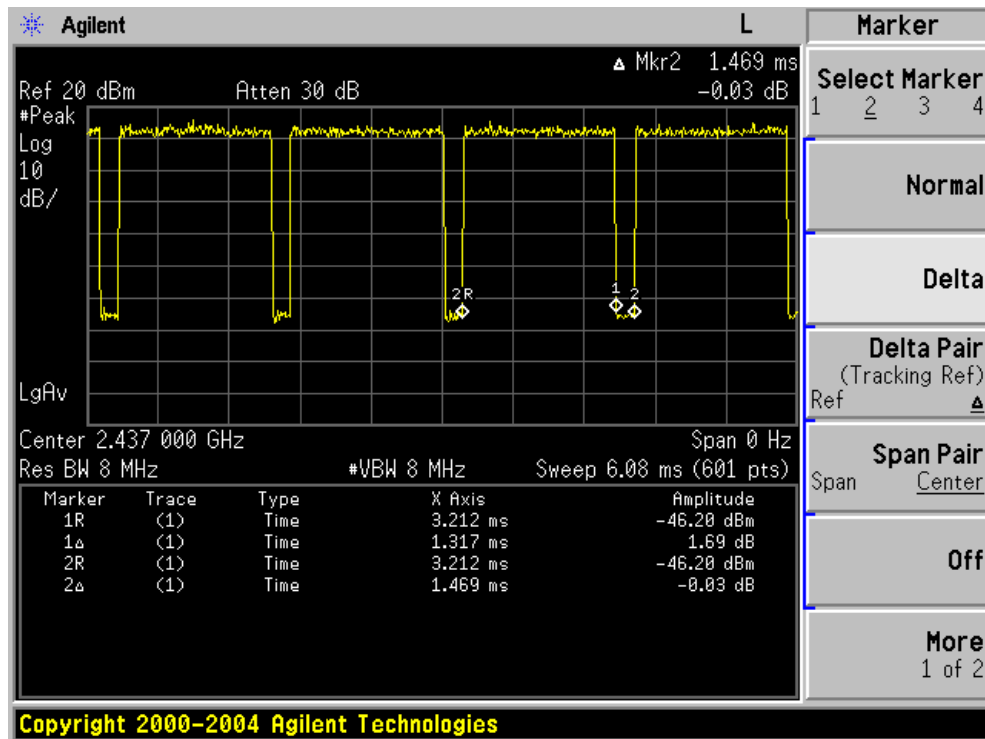 Agilent L
Δ Mkr2 1.469 ms
Ref 20 dBm Atten 30 dB -0.03 dB
#Peak
Log
10
dB/
2R 1 2
LgAv
Center 2.437 000 GHz Span 0 Hz
Res BW 8 MHz #VBW 8 MHz Sweep 6.08 ms (601 pts)
Marker Trace Type X Axis Amplitude
1R (1) Time 3.212 ms -46.20 dBm
1Δ (1) Time 1.317 ms 1.69 dB
2R (1) Time 3.212 ms -46.20 dBm
2Δ (1) Time 1.469 ms -0.03 dB
Marker
Select Marker
1 2 3 4
Normal
Delta
Delta Pair
(Tracking Ref)
Ref Δ
Span Pair
Span Center
Off
More
1 of 2
Copyright 2000-2004 Agilent Technologies